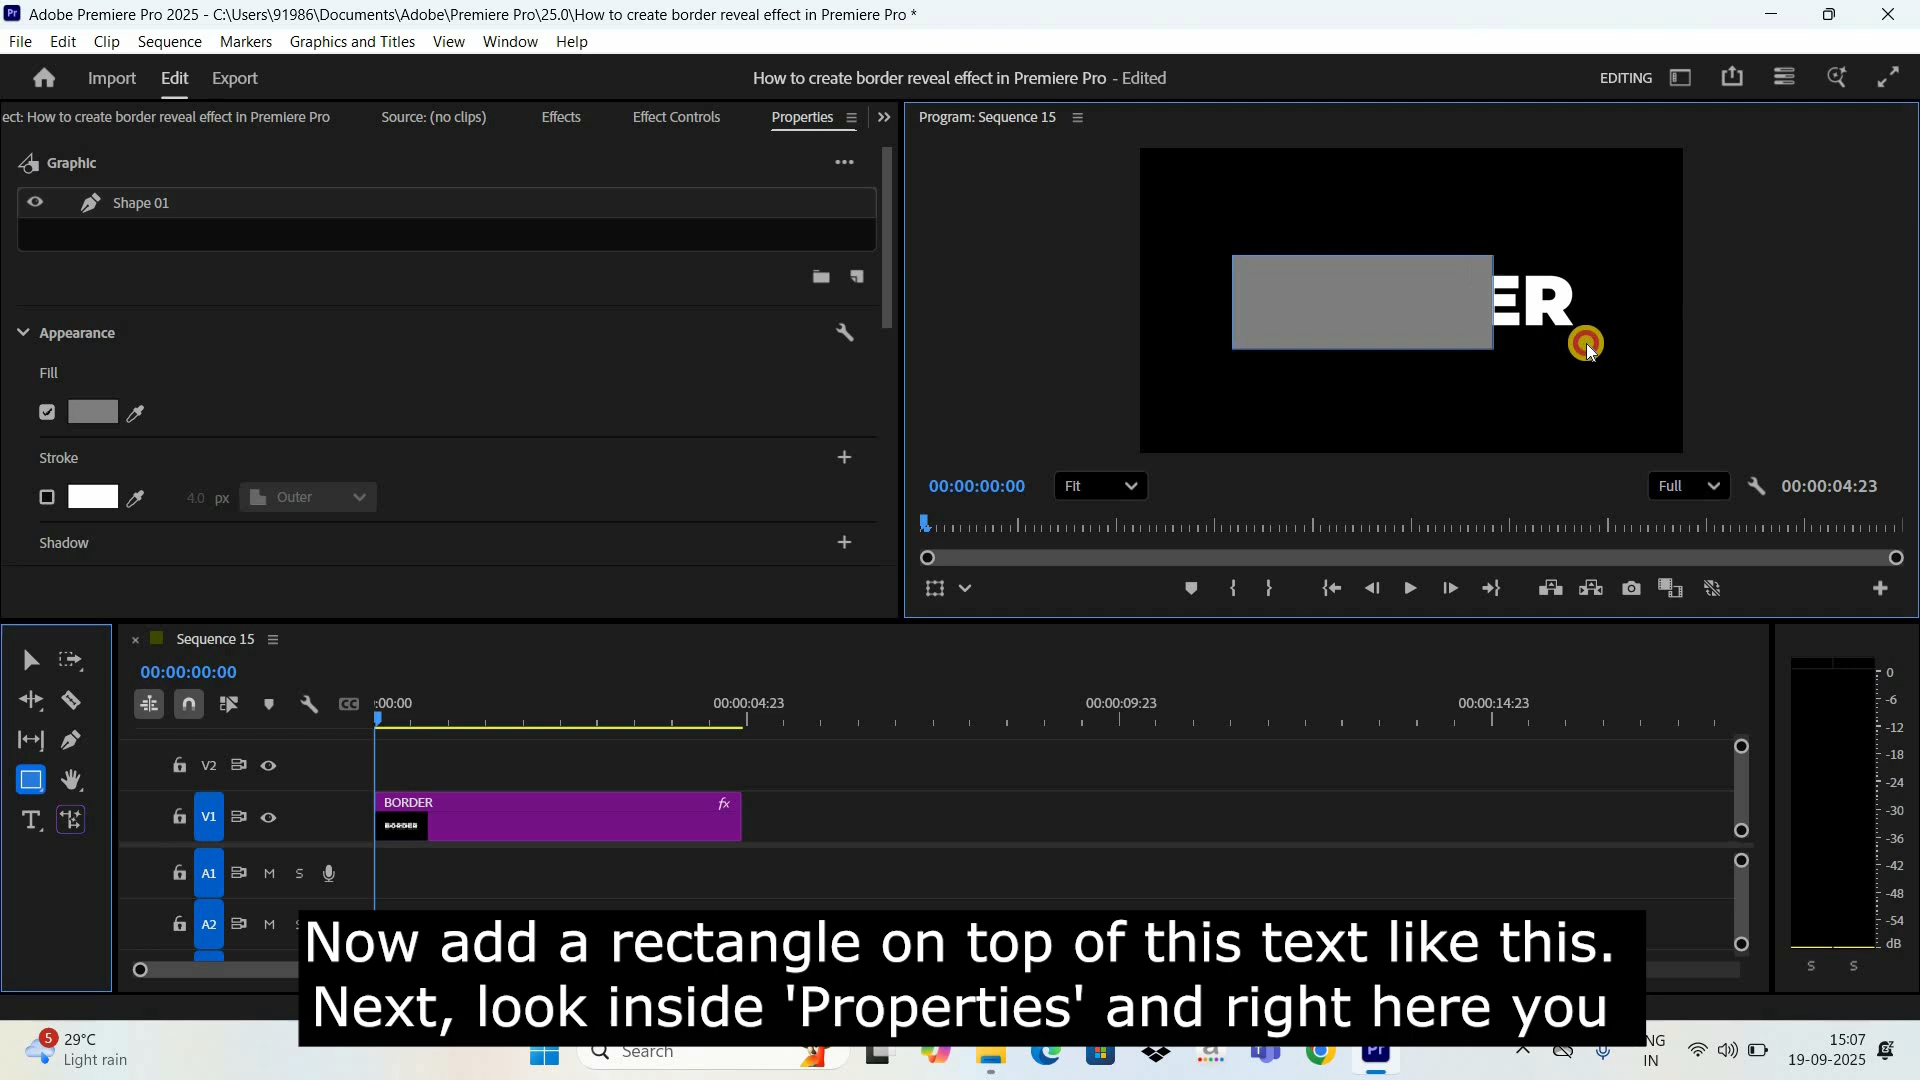 Adobe Premiere Pro 2025 - C:\Users\91986\Documents\Adobe\Premiere Pro\25.0\How to create border reveal effect in Premiere Pro *
File Edit Clip Sequence Markers Graphics and Titles View Window Help
Import Edit Export
How to create border reveal effect in Premiere Pro - Edited
EDITING
ect: How to create border reveal effect in Premiere Pro
Source: (no clips)
Effects
Effect Controls
Properties
Program: Sequence 15
Graphic
Shape 01
Appearance
Fill
Stroke
4.0 px
Outer
Shadow
ER
00:00:00:00
Fit
Full
00:00:04:23
Sequence 15
00:00:00:00
:00:00
00:00:04:23
00:00:09:23
00:00:14:23
V2
BORDER
fx
BORDER
V1
A1 M S
A2 M
0
-6
-12
-18
-24
-30
-36
-42
-48
-54
dB
S S
Now add a rectangle on top of this text like this.
Next, look inside 'Properties' and right here you
5
29°C
Light rain
Search
Pr
NG
IN
15:07
19-09-2025